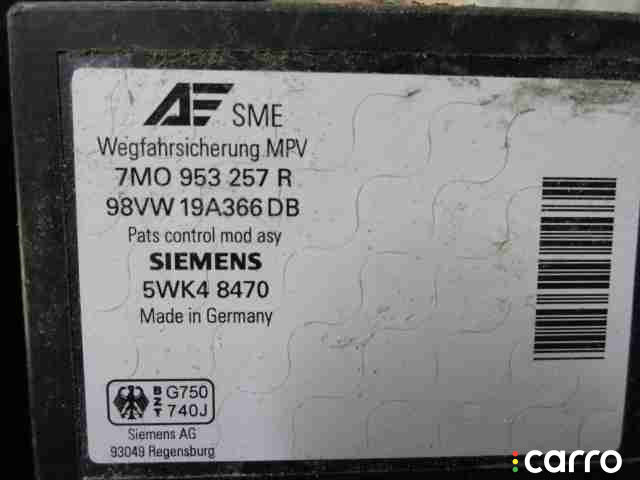 AE SME
Wegfahrsicherung MPV
7MO 953 257 R
98VW 19A366 DB
Pats control mod asy
SIEMENS
5WK4 8470
Made in Germany
BZT G750
740J
Siemens AG
93049 Regensburg
carro